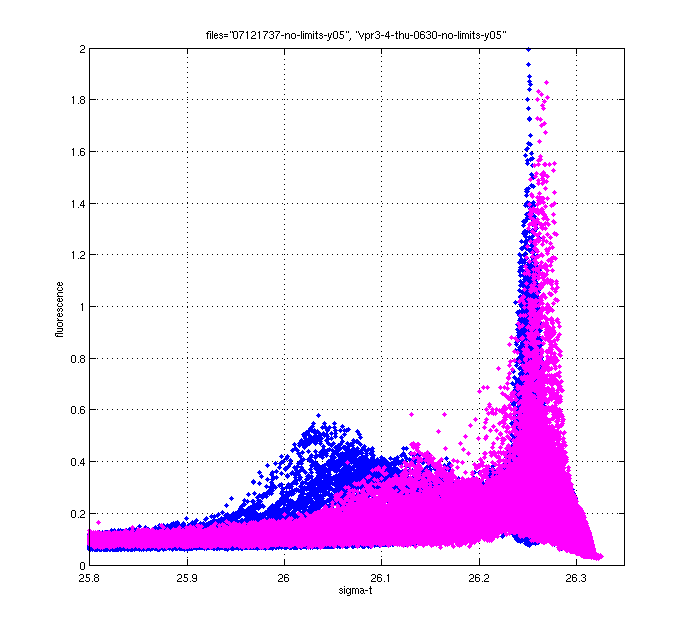 files="07121737-no-limits-y05", "vpr3-4-thu-0630-no-limits-y05"
2
1.8
1.6
1.4
1.2
1
0.8
0.6
0.4
0.2
0
fluorescence
25.8 25.9 26 26.1 26.2 26.3
sigma-t